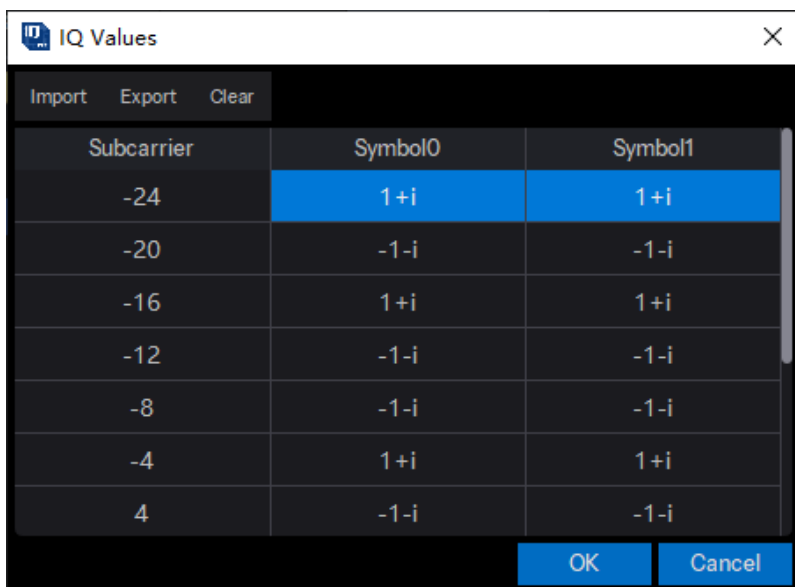 IQ Values
Import Export Clear
Subcarrier Symbol0 Symbol1
-24 1+i 1+i
-20 -1-i -1-i
-16 1+i 1+i
-12 -1-i -1-i
-8 -1-i -1-i
-4 1+i 1+i
4 -1-i -1-i
OK Cancel